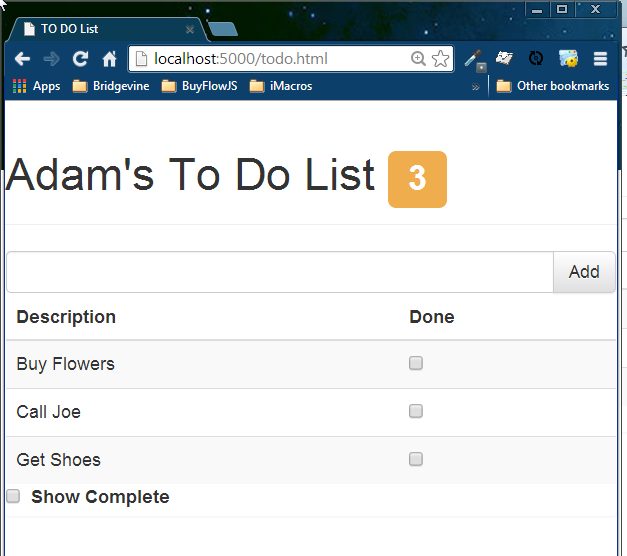 TO DO List
localhost:5000/todo.html
Apps Bridgevine BuyFlowJS iMacros » Other bookmarks
Adam's To Do List 3
Add
Description Done
Buy Flowers
Call Joe
Get Shoes
Show Complete